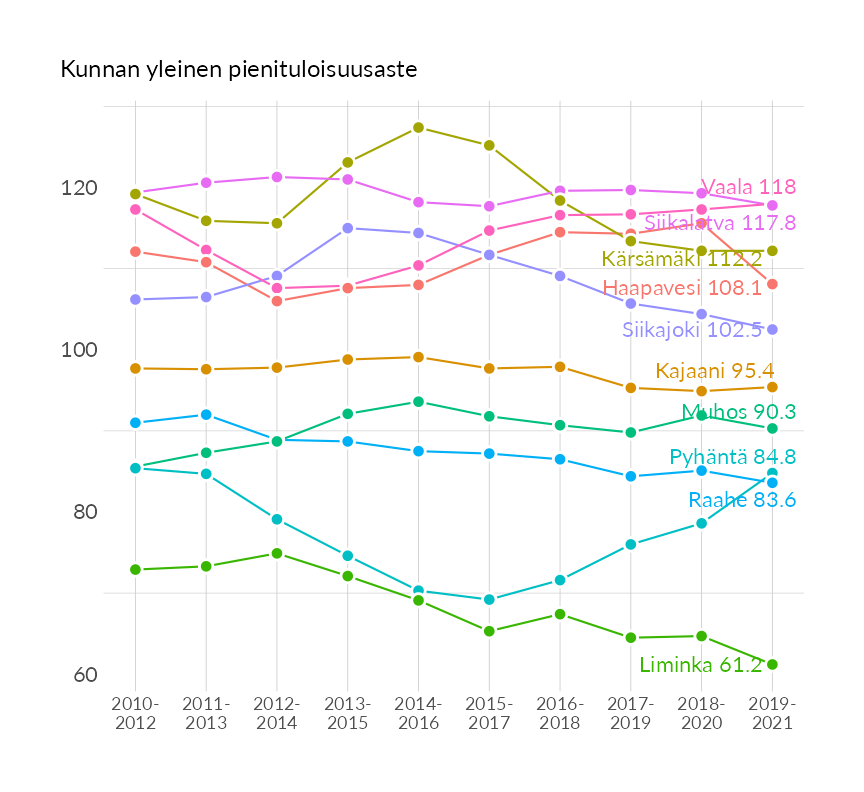 Kunnan yleinen pienituloisuusaste
120
100
80
60
Vaala 118
Siikalatva 117.8
Kärsämäki 112.2
Haapavesi 108.1
Siikajoki 102.5
Kajaani 95.4
Muhos 90.3
Pyhäntä 84.8
Raahe 83.6
Liminka 61.2
2010-
2012
2011-
2013
2012-
2014
2013-
2015
2014-
2016
2015-
2017
2016-
2018
2017-
2019
2018-
2020
2019-
2021